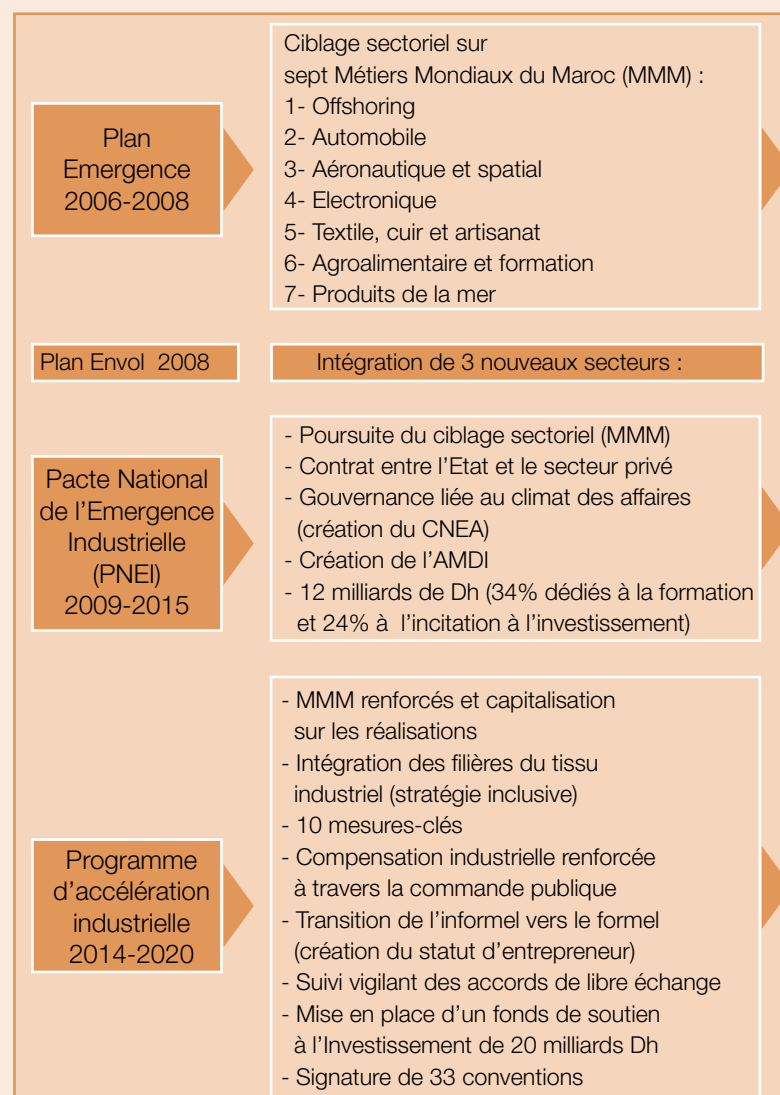 Plan
Emergence
2006-2008
Ciblage sectoriel sur
sept Métiers Mondiaux du Maroc (MMM) :
1- Offshoring
2- Automobile
3- Aéronautique et spatial
4- Electronique
5- Textile, cuir et artisanat
6- Agroalimentaire et formation
7- Produits de la mer
Plan Envol 2008
Intégration de 3 nouveaux secteurs :
Pacte National
de l'Emergence
Industrielle
(PNEI)
2009-2015
- Poursuite du ciblage sectoriel (MMM)
- Contrat entre l'Etat et le secteur privé
- Gouvernance liée au climat des affaires
(création du CNEA)
- Création de l'AMDI
- 12 milliards de Dh (34% dédiés à la formation
et 24% à l'incitation à l'investissement)
Programme
d'accélération
industrielle
2014-2020
- MMM renforcés et capitalisation
sur les réalisations
- Intégration des filières du tissu
industriel (stratégie inclusive)
- 10 mesures-clés
- Compensation industrielle renforcée
à travers la commande publique
- Transition de l'informel vers le formel
(création du statut d'entrepreneur)
- Suivi vigilant des accords de libre échange
- Mise en place d'un fonds de soutien
à l'Investissement de 20 milliards Dh
- Signature de 33 conventions